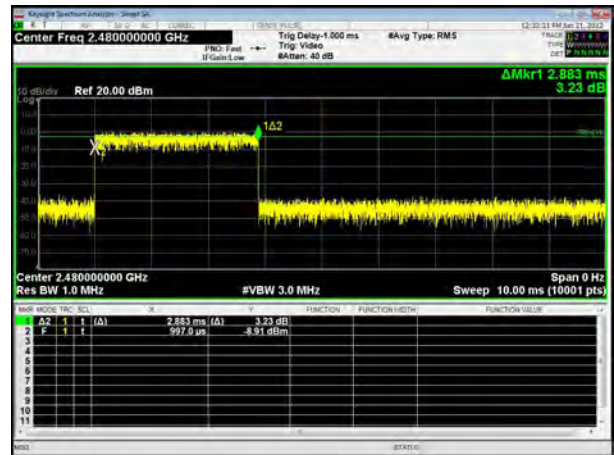 Keysight Spectrum Analyzer - Swept SA
Center Freq 2.480000000 GHz
PNO: Fast
IFGain:Low
Trig Delay-1.000 ms
Trig: Video
#Atten: 40 dB
#Avg Type: RMS
TRACE
TYPE
DET
ΔMkr1 2.883 ms
3.23 dB
10 dB/div
Ref 20.00 dBm
Log
1Δ2
Center 2.480000000 GHz
Span 0 Hz
Res BW 1.0 MHz
#VBW 3.0 MHz
Sweep 10.00 ms (10001 pts)
MKR MODE TRC SCL X Y FUNCTION FUNCTION WIDTH FUNCTION VALUE
1 Δ2 1 t (Δ) 2.883 ms (Δ) 3.23 dB
2 F 1 t 997.0 µs -8.91 dBm
3
4
5
6
7
8
9
10
11
MSG
STATUS